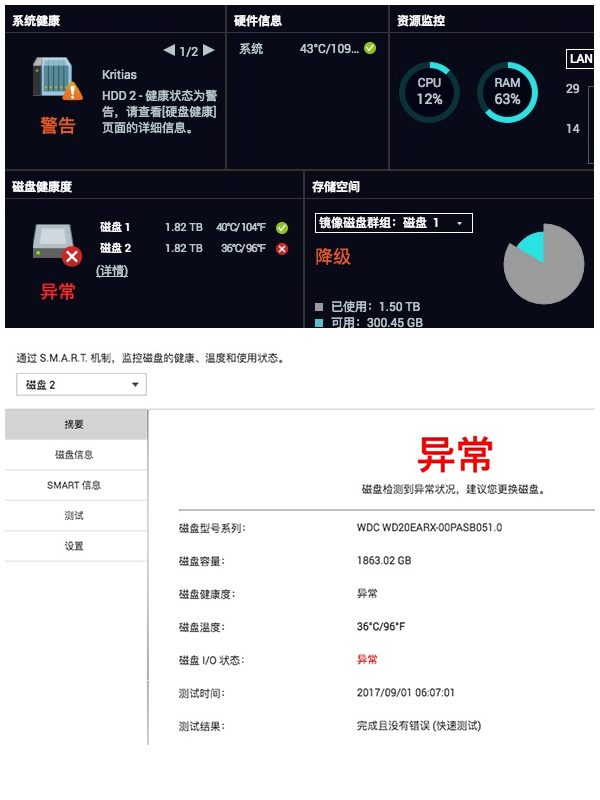 系统健康
硬件信息
资源监控
1/2
Kritias
HDD 2 - 健康状态为警
告，请查看[硬盘健康]
页面的详细信息。
警告
系统 43°C/109...
CPU
12%
RAM
63%
LAN
29
14
磁盘健康度
磁盘 1 1.82 TB 40°C/104°F
磁盘 2 1.82 TB 36°C/96°F
(详情)
异常
存储空间
镜像磁盘群组：磁盘 1
降级
已使用：1.50 TB
可用：300.45 GB
通过 S.M.A.R.T. 机制，监控磁盘的健康、温度和使用状态。
磁盘 2
摘要
磁盘信息
SMART 信息
测试
设置
异常
磁盘检测到异常状况，建议您更换磁盘。
磁盘型号系列： WDC WD20EARX-00PASB051.0
磁盘容量： 1863.02 GB
磁盘健康度： 异常
磁盘温度： 36°C/96°F
磁盘 I/O 状态： 异常
测试时间： 2017/09/01 06:07:01
测试结果： 完成且没有错误 (快速测试)